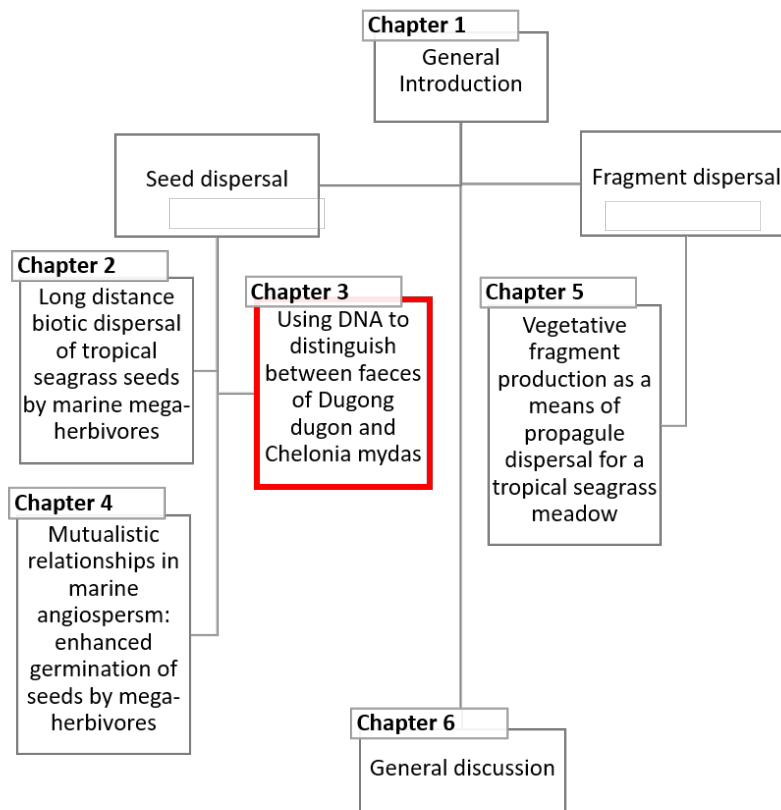 Chapter 1
General
Introduction
Seed dispersal
Fragment dispersal
Chapter 2
Long distance
biotic dispersal
of tropical
seagrass seeds
by marine mega-
herbivores
Chapter 3
Using DNA to
distinguish
between faeces
of Dugong
dugon and
Chelonia mydas
Chapter 5
Vegetative
fragment
production as a
means of
propagule
dispersal for a
tropical seagrass
meadow
Chapter 4
Mutualistic
relationships in
marine
angiospersm:
enhanced
germination of
seeds by mega-
herbivores
Chapter 6
General discussion